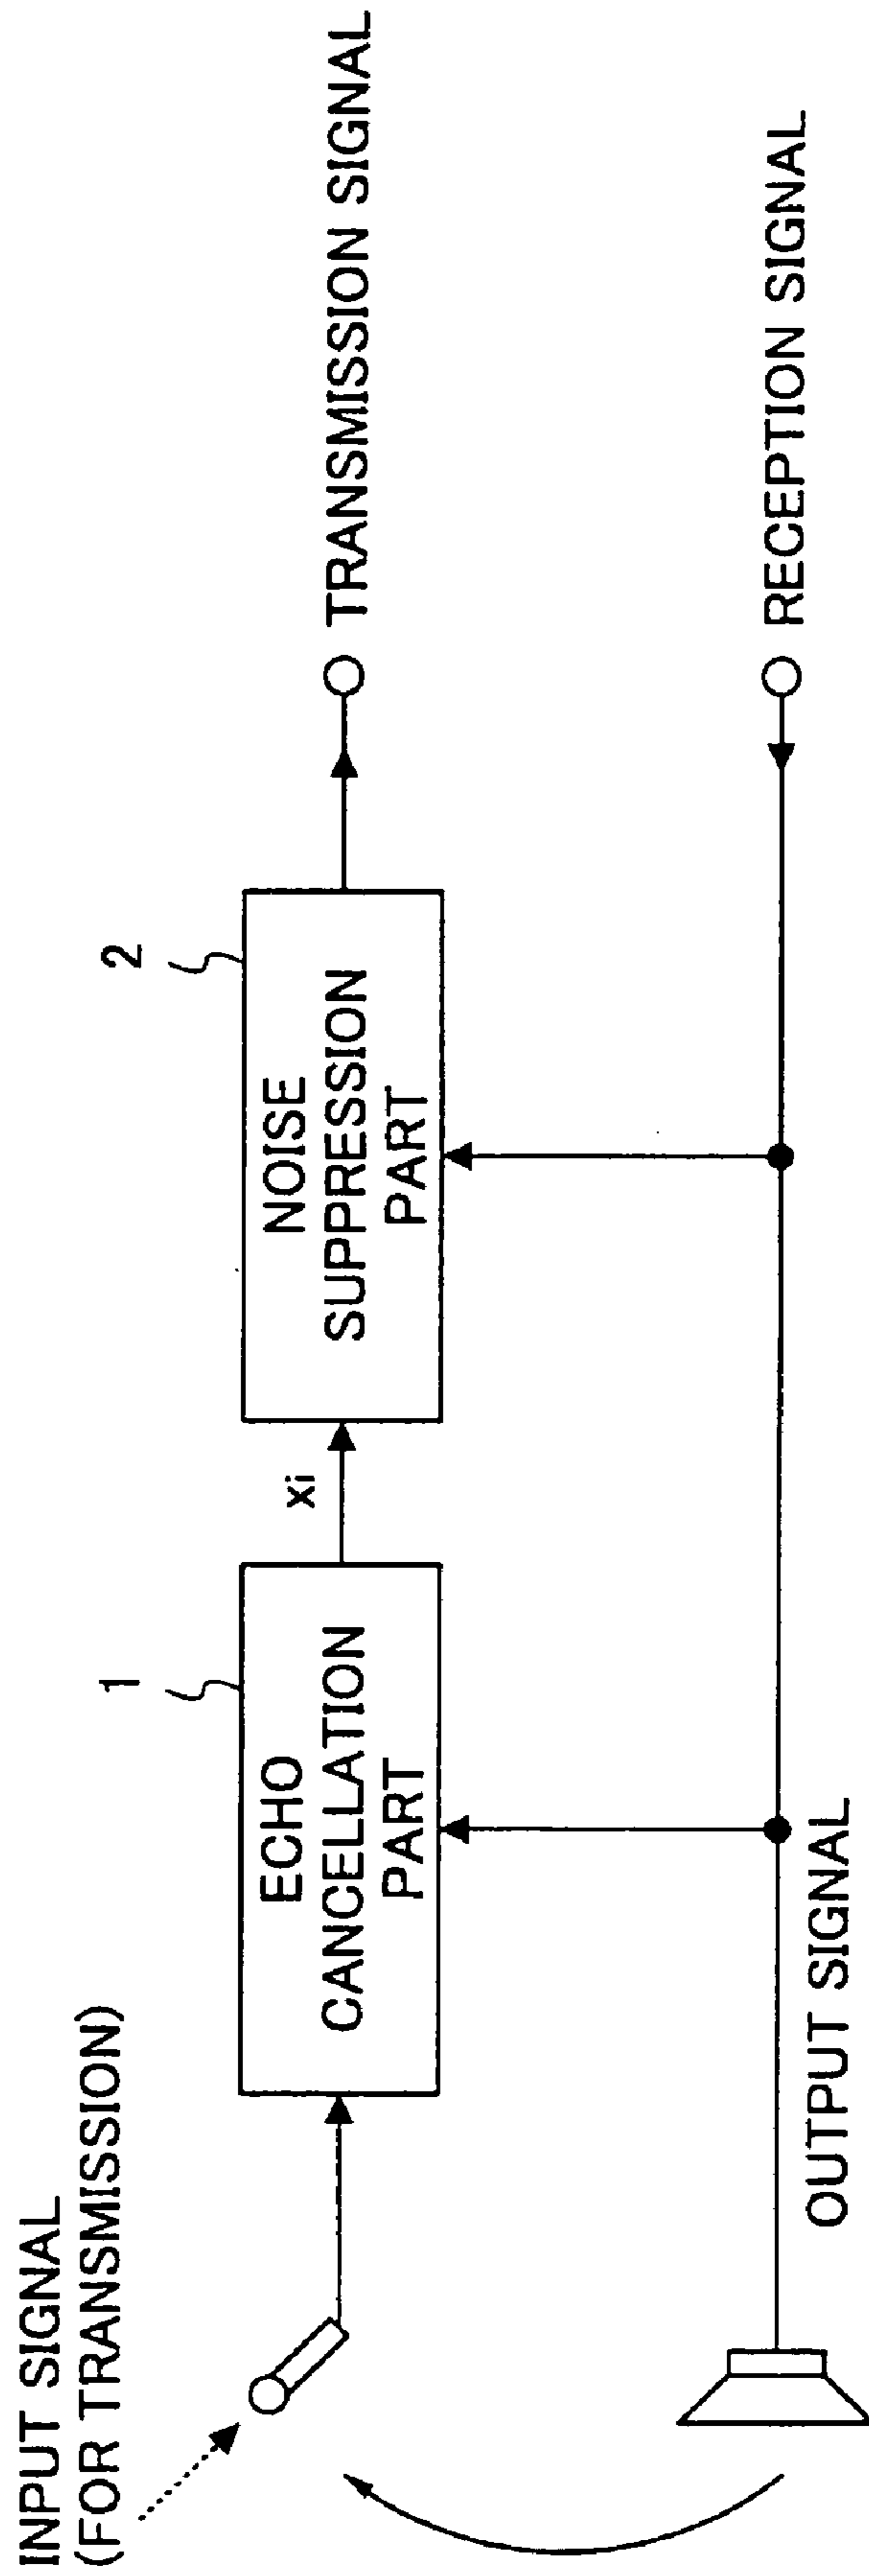 INPUT SIGNAL
(FOR TRANSMISSION)
1
ECHO
CANCELLATION
PART
xi
2
NOISE
SUPPRESSION
PART
TRANSMISSION SIGNAL
OUTPUT SIGNAL
RECEPTION SIGNAL